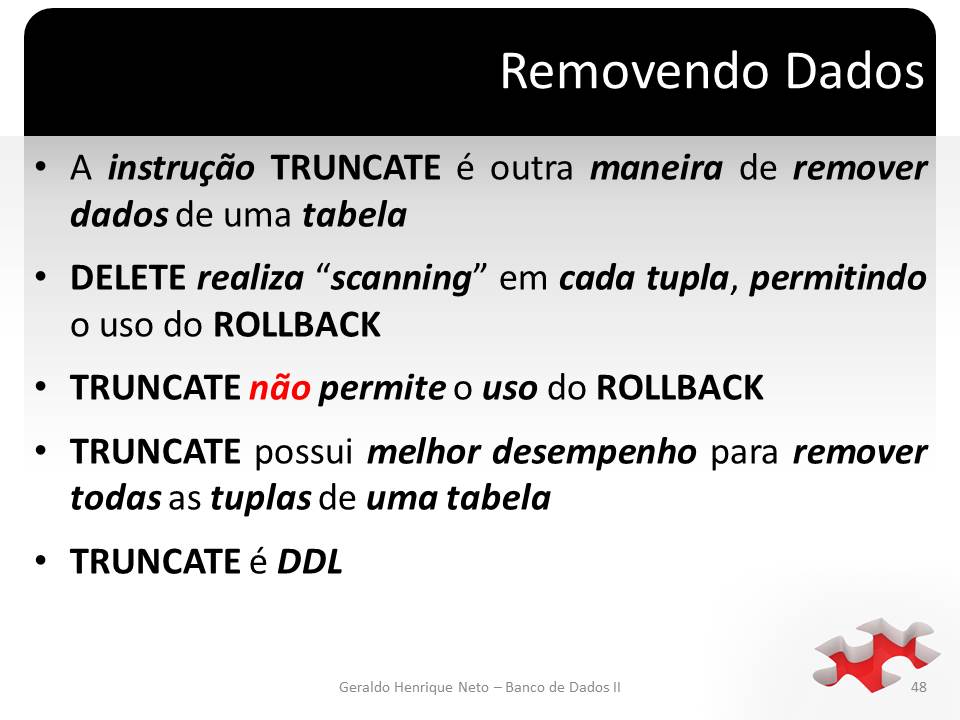 Removendo Dados
• A instrução TRUNCATE é outra maneira de remover
dados de uma tabela
• DELETE realiza “scanning” em cada tupla, permitindo
o uso do ROLLBACK
• TRUNCATE não permite o uso do ROLLBACK
• TRUNCATE possui melhor desempenho para remover
todas as tuplas de uma tabela
• TRUNCATE é DDL
Geraldo Henrique Neto – Banco de Dados II
48